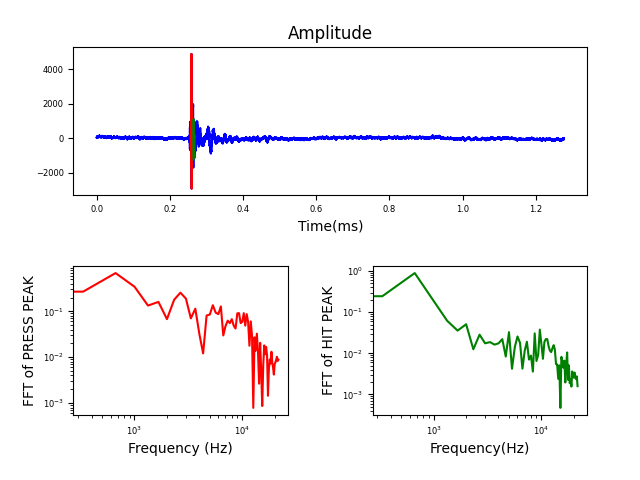 Amplitude
4000
2000
0
−2000
0.0 0.2 0.4 0.6 0.8 1.0 1.2
Time(ms)
FFT of PRESS PEAK
10⁻¹
10⁻²
10⁻³
10³ 10⁴
Frequency (Hz)
FFT of HIT PEAK
10⁰
10⁻¹
10⁻²
10⁻³
10³ 10⁴
Frequency(Hz)